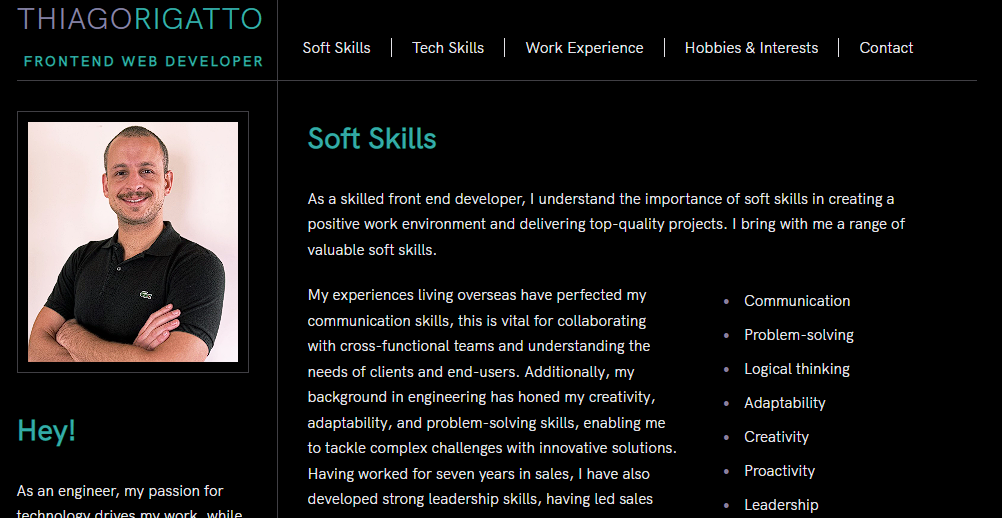 THIAGORIGATTO
FRONTEND WEB DEVELOPER
Soft Skills
Tech Skills
Work Experience
Hobbies & Interests
Contact
Hey!
As an engineer, my passion for
technology drives my work, while
Soft Skills
As a skilled front end developer, I understand the importance of soft skills in creating a
positive work environment and delivering top-quality projects. I bring with me a range of
valuable soft skills.
My experiences living overseas have perfected my
communication skills, this is vital for collaborating
with cross-functional teams and understanding the
needs of clients and end-users. Additionally, my
background in engineering has honed my creativity,
adaptability, and problem-solving skills, enabling me
to tackle complex challenges with innovative solutions.
Having worked for seven years in sales, I have also
developed strong leadership skills, having led sales
• Communication
• Problem-solving
• Logical thinking
• Adaptability
• Creativity
• Proactivity
• Leadership